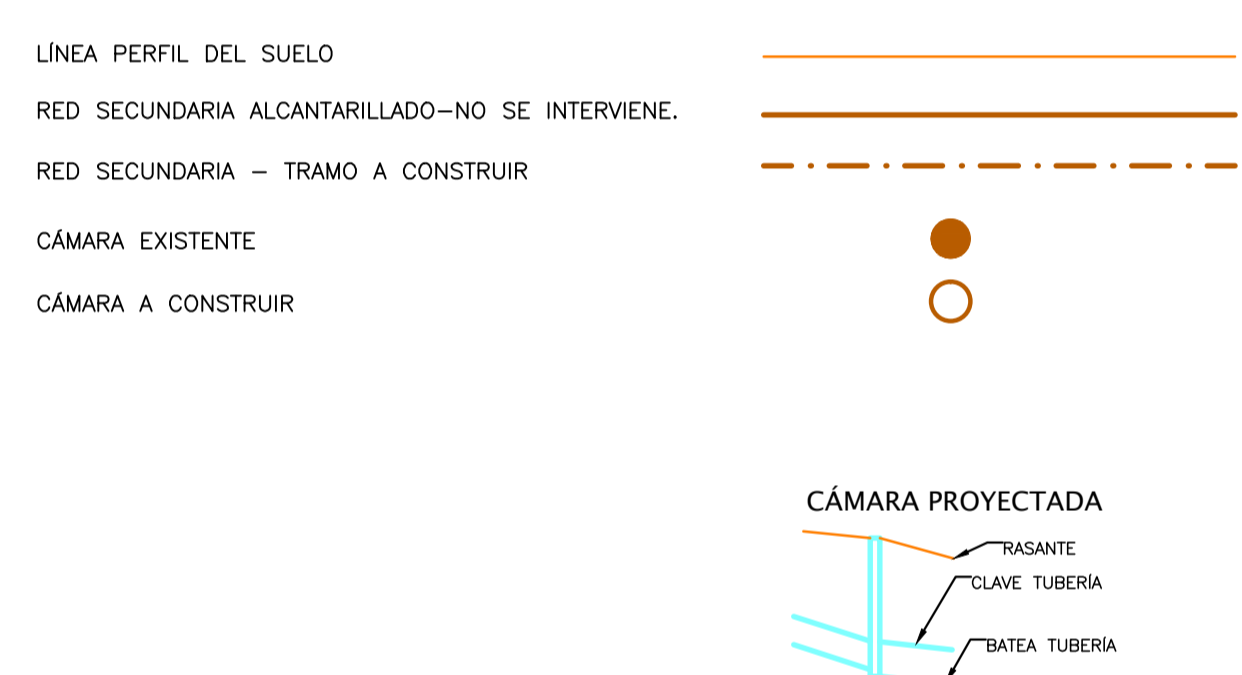 LÍNEA PERFIL DEL SUELO
RED SECUNDARIA ALCANTARILLADO-NO SE INTERVIENE.
RED SECUNDARIA - TRAMO A CONSTRUIR
CÁMARA EXISTENTE
CÁMARA A CONSTRUIR
CÁMARA PROYECTADA
RASANTE
CLAVE TUBERÍA
BATEA TUBERÍA